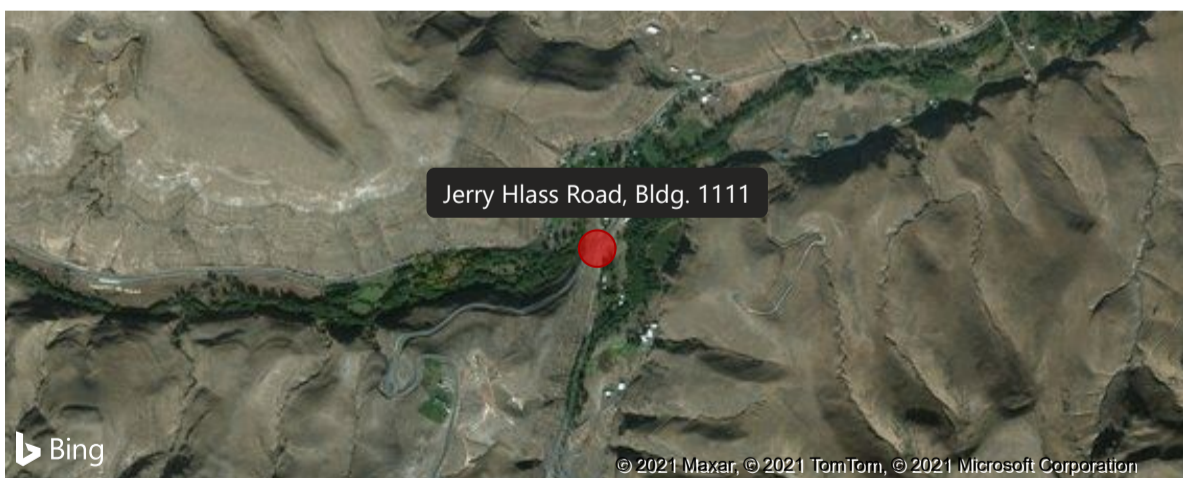 Jerry Hlass Road, Bldg. 1111
Bing
© 2021 Maxar, © 2021 TomTom, © 2021 Microsoft Corporation